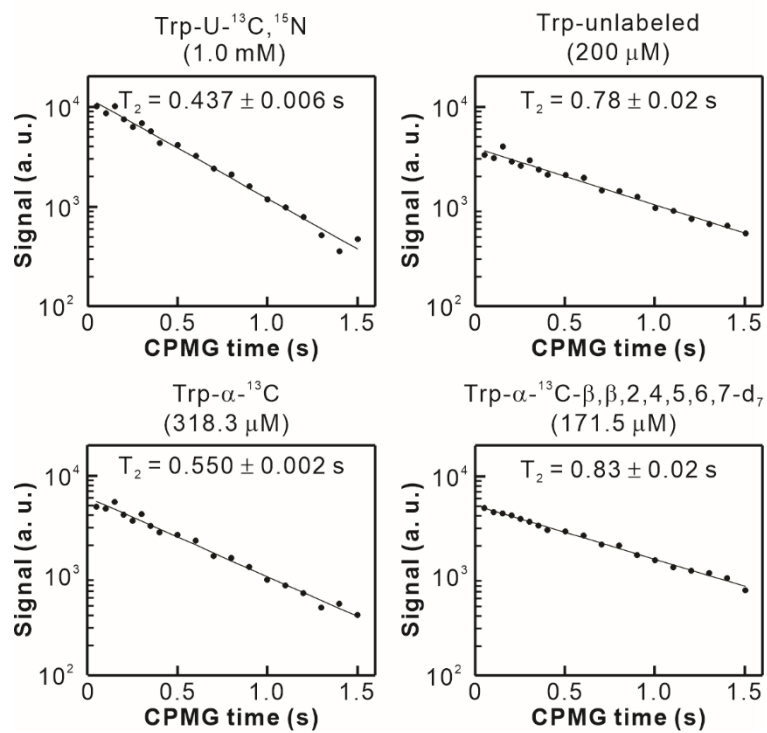 Trp-U-¹³C,¹⁵N
(1.0 mM)
T₂ = 0.437 ± 0.006 s
Signal (a. u.)
10⁴
10³
10²
0 0.5 1.0 1.5
CPMG time (s)
Trp-unlabeled
(200 μM)
T₂ = 0.78 ± 0.02 s
Signal (a. u.)
10⁴
10³
10²
0 0.5 1.0 1.5
CPMG time (s)
Trp-α-¹³C
(318.3 μM)
T₂ = 0.550 ± 0.002 s
Signal (a. u.)
10⁴
10³
10²
0 0.5 1.0 1.5
CPMG time (s)
Trp-α-¹³C-β,β,2,4,5,6,7-d₇
(171.5 μM)
T₂ = 0.83 ± 0.02 s
Signal (a. u.)
10⁴
10³
10²
0 0.5 1.0 1.5
CPMG time (s)